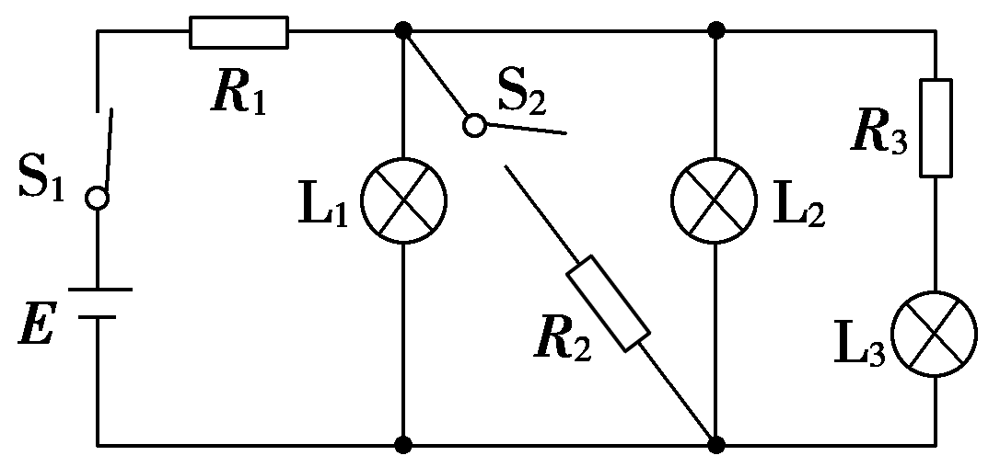 R₁
S₂
R₃
S₁
L₁
L₂
E
R₂
L₃